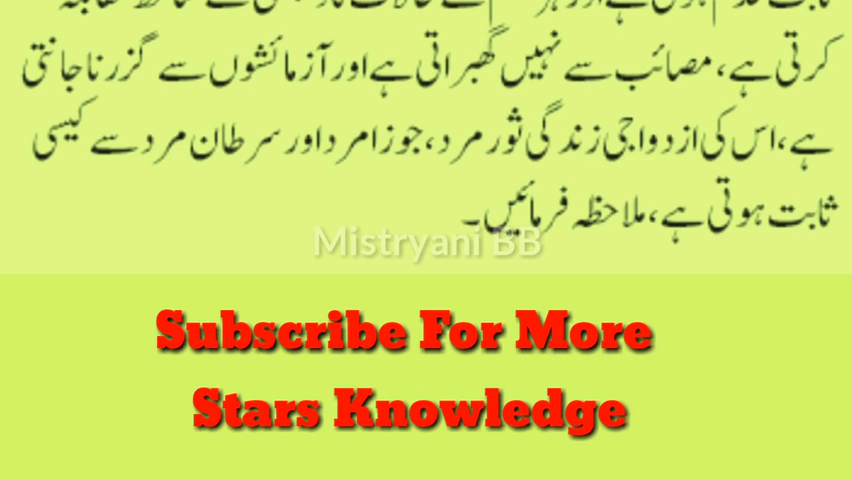 کرتی ہے، مصائب سے نہیں گھبراتی ہے اور آزمائشوں سے گزرنا جانتی
ہے، اس کی ازدواجی زندگی ثور مرد، جوزا مرد اور سرطان مرد سے کیسی
ثابت ہوتی ہے، ملاحظہ فرمائیں۔
Mistryani BB
Subscribe For More
Stars Knowledge